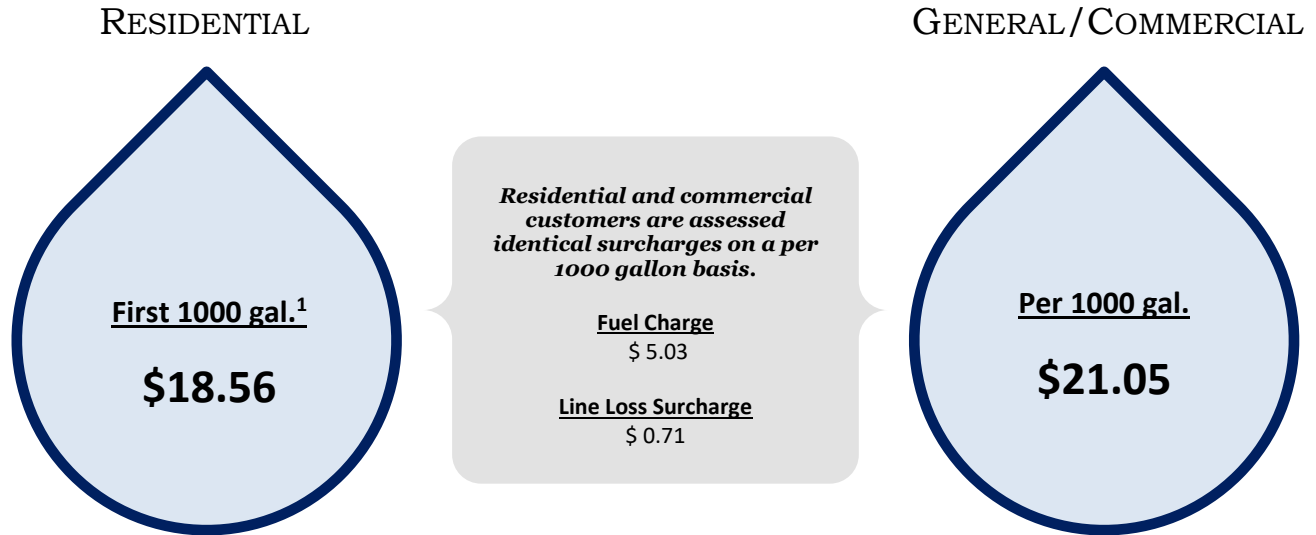 RESIDENTIAL
GENERAL/COMMERCIAL
First 1000 gal.¹
$18.56
Residential and commercial
customers are assessed
identical surcharges on a per
1000 gallon basis.
Fuel Charge
$ 5.03
Line Loss Surcharge
$ 0.71
Per 1000 gal.
$21.05